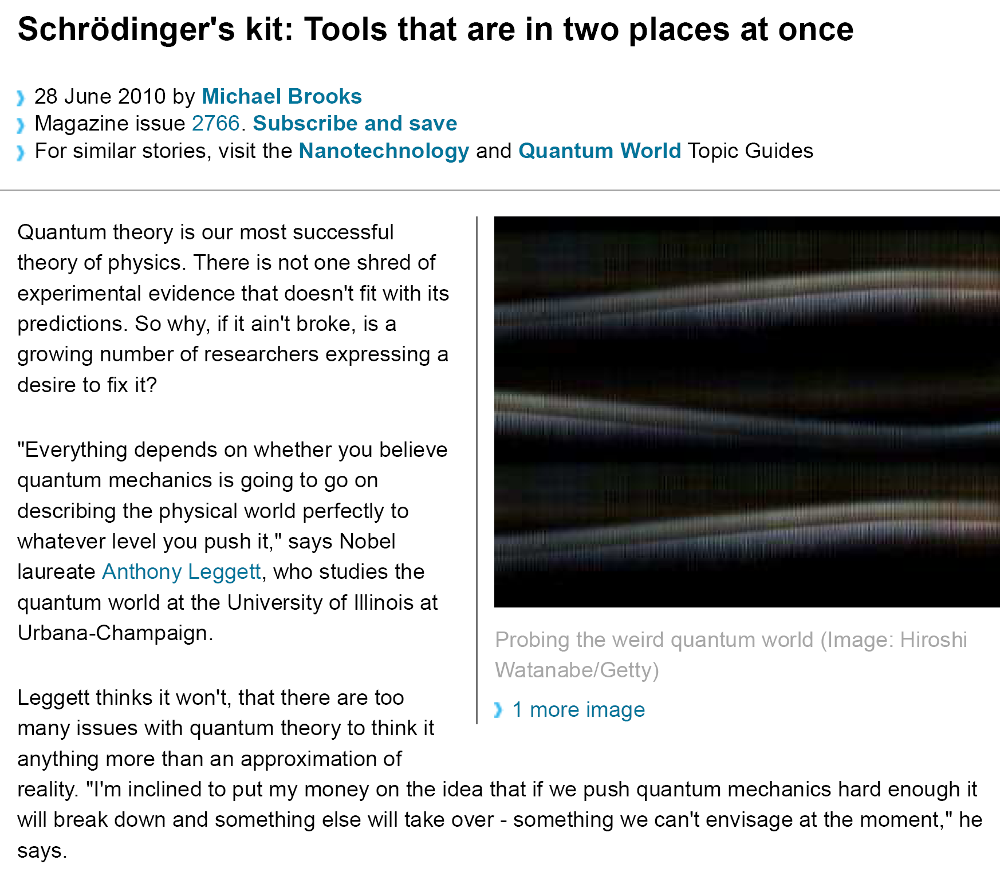 Schrödinger's kit: Tools that are in two places at once
28 June 2010 by Michael Brooks
Magazine issue 2766. Subscribe and save
For similar stories, visit the Nanotechnology and Quantum World Topic Guides
Quantum theory is our most successful
theory of physics. There is not one shred of
experimental evidence that doesn't fit with its
predictions. So why, if it ain't broke, is a
growing number of researchers expressing a
desire to fix it?
"Everything depends on whether you believe
quantum mechanics is going to go on
describing the physical world perfectly to
whatever level you push it," says Nobel
laureate Anthony Leggett, who studies the
quantum world at the University of Illinois at
Urbana-Champaign.
Leggett thinks it won't, that there are too
many issues with quantum theory to think it
anything more than an approximation of
reality. "I'm inclined to put my money on the idea that if we push quantum mechanics hard enough it
will break down and something else will take over - something we can't envisage at the moment," he
says.
Probing the weird quantum world (Image: Hiroshi
Watanabe/Getty)
1 more image